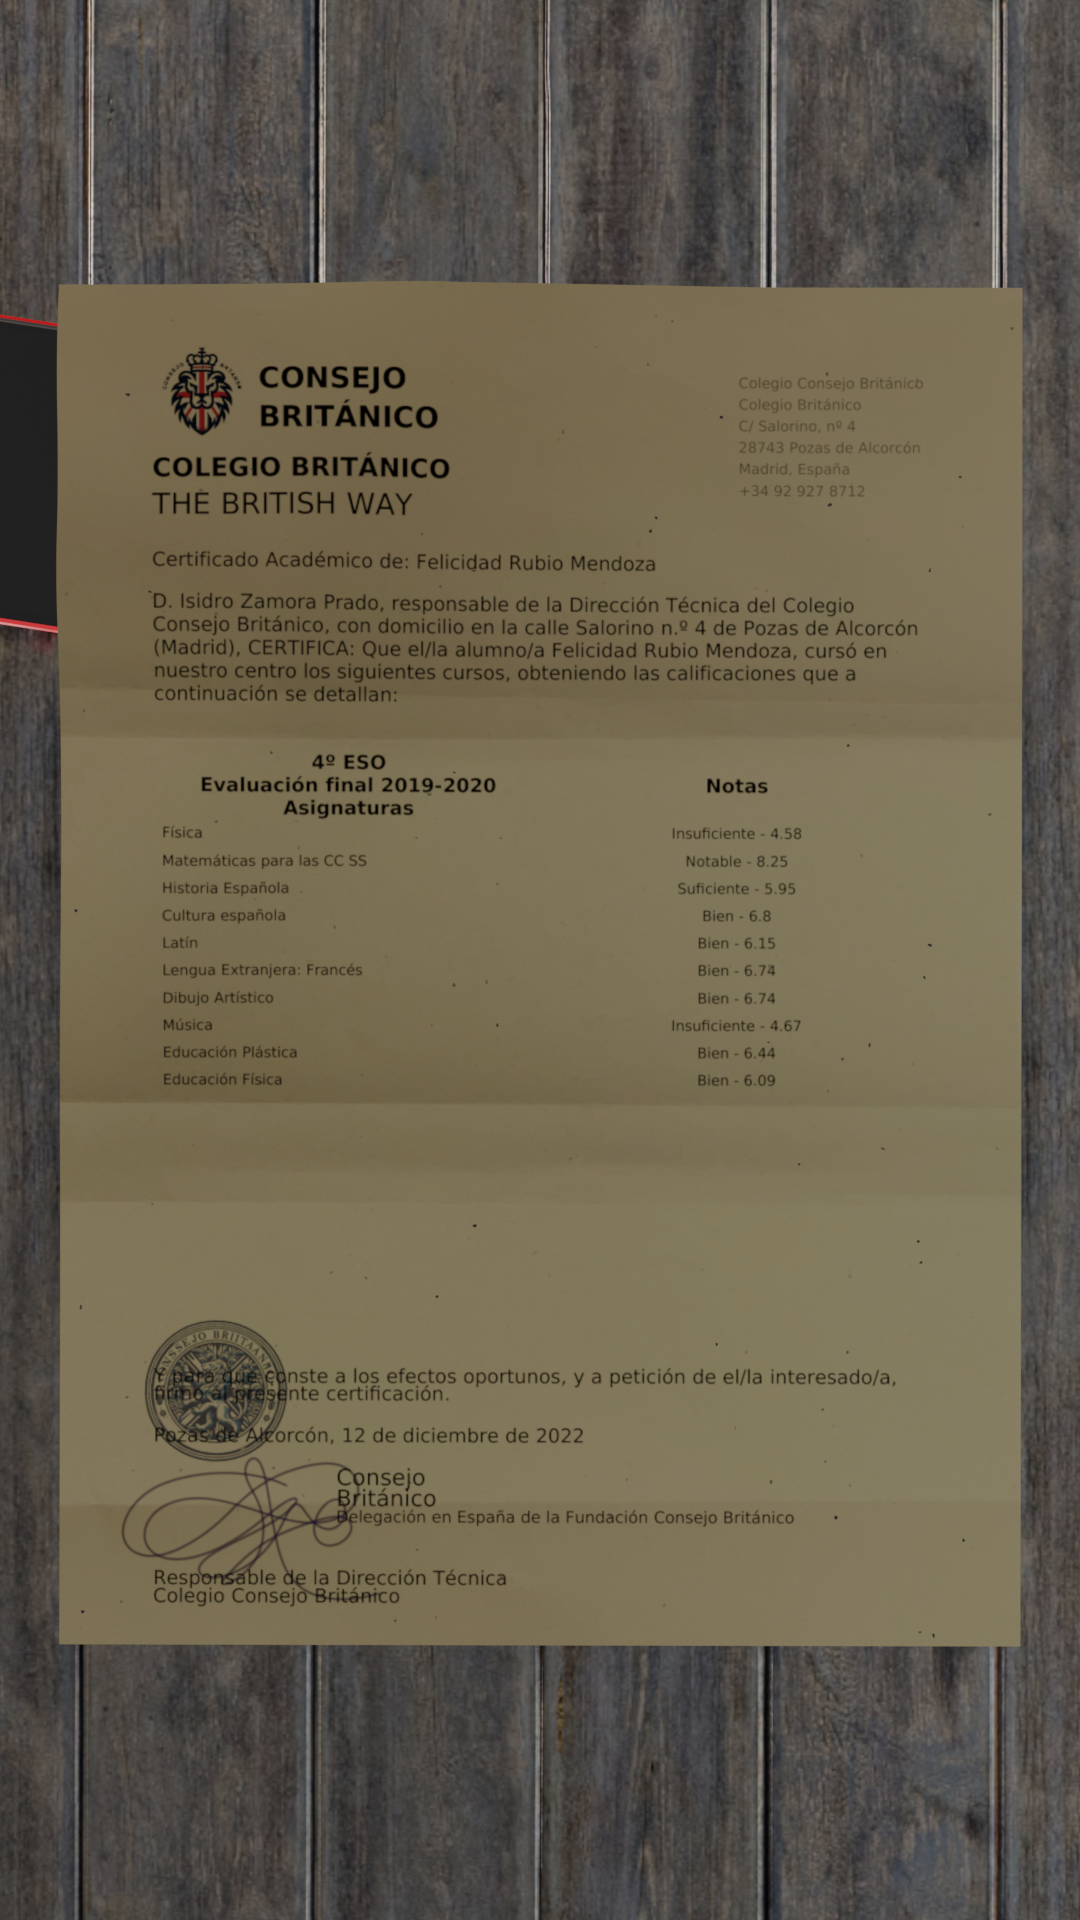 CONSEJO
BRITÁNICO
COLEGIO BRITÁNICO
THE BRITISH WAY
Colegio Consejo Británico
Colegio Británico
C/ Salorino, nº 4
28743 Pozas de Alcorcón
Madrid, España
+34 92 927 8712
Certificado Académico de: Felicidad Rubio Mendoza
D. Isidro Zamora Prado, responsable de la Dirección Técnica del Colegio
Consejo Británico, con domicilio en la calle Salorino n.º 4 de Pozas de Alcorcón
(Madrid), CERTIFICA: Que el/la alumno/a Felicidad Rubio Mendoza, cursó en
nuestro centro los siguientes cursos, obteniendo las calificaciones que a
continuación se detallan:
4º ESO
Evaluación final 2019-2020
Asignaturas
Notas
Física Insuficiente - 4.58
Matemáticas para las CC SS Notable - 8.25
Historia Española Suficiente - 5.95
Cultura española Bien - 6.8
Latín Bien - 6.15
Lengua Extranjera: Francés Bien - 6.74
Dibujo Artístico Bien - 6.74
Música Insuficiente - 4.67
Educación Plástica Bien - 6.44
Educación Física Bien - 6.09
Y para que conste a los efectos oportunos, y a petición de el/la interesado/a,
firmo al presente certificación.
Pozas de Alcorcón, 12 de diciembre de 2022
Consejo
Británico
Delegación en España de la Fundación Consejo Británico
Responsable de la Dirección Técnica
Colegio Consejo Británico